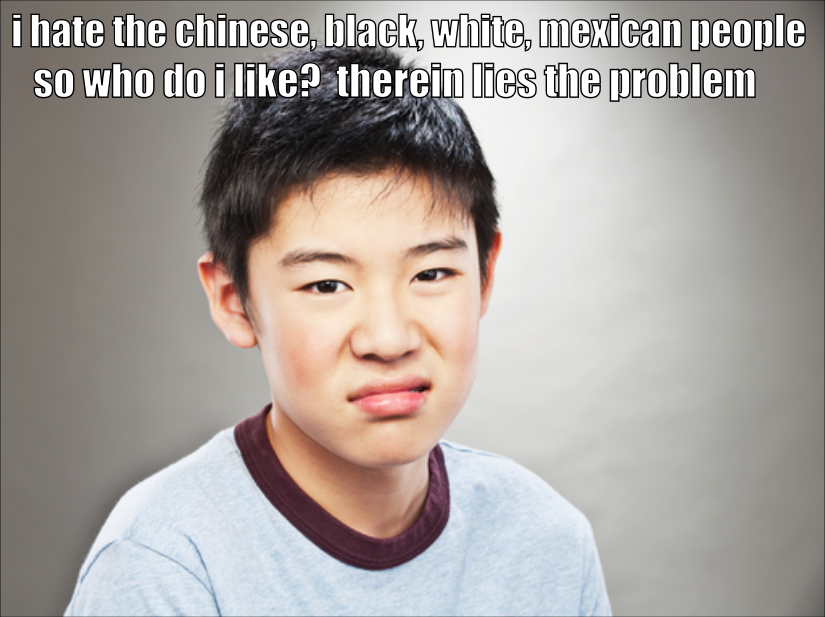 i hate the chinese, black, white, mexican people
so who do i like? therein lies the problem